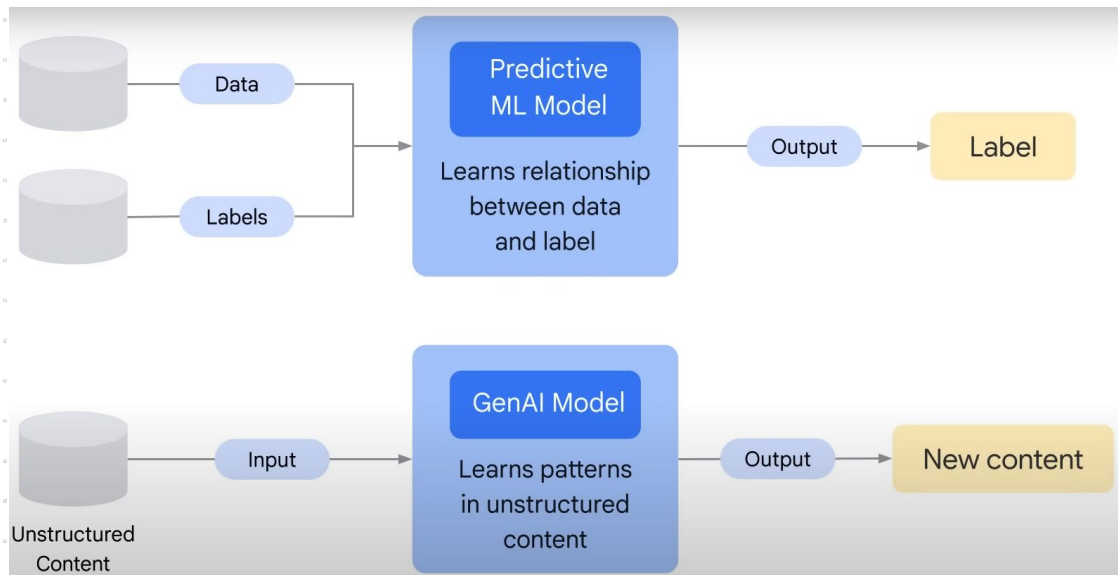 Data
Labels
Predictive
ML Model
Learns relationship
between data
and label
Output
Label
Unstructured
Content
Input
GenAI Model
Learns patterns
in unstructured
content
Output
New content